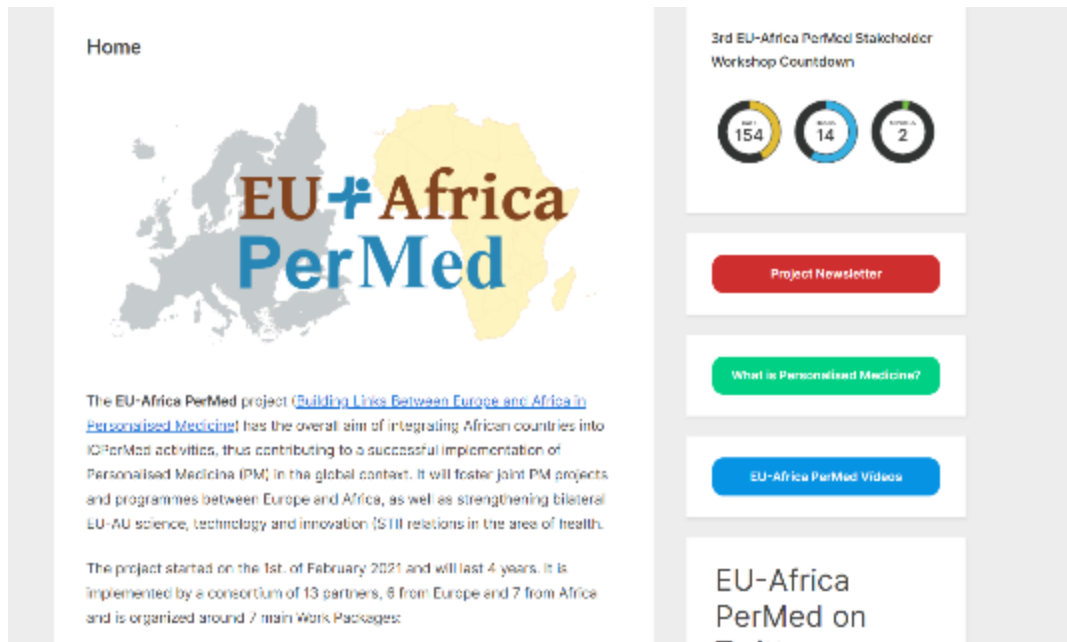 Home
EU Africa
PerMed
The EU-Africa PerMed project (Building Links Between Europe and Africa in
Personalised Medicine) has the overall aim of integrating African countries into
ICPerMed activities, thus contributing to a successful implementation of
Personalised Medicine (PM) in the global context. It will foster joint PM projects
and programmes between Europe and Africa, as well as strengthening bilateral
EU-AU science, technology and innovation (STI) relations in the area of health.
The project started on the 1st. of February 2021 and will last 4 years. It is
implemented by a consortium of 13 partners, 6 from Europe and 7 from Africa
and is organized around 7 main Work Packages:
3rd EU-Africa PerMed Stakeholder
Workshop Countdown
154
14
2
Project Newsletter
What is Personalised Medicine?
EU-Africa PerMed Videos
EU-Africa
PerMed on